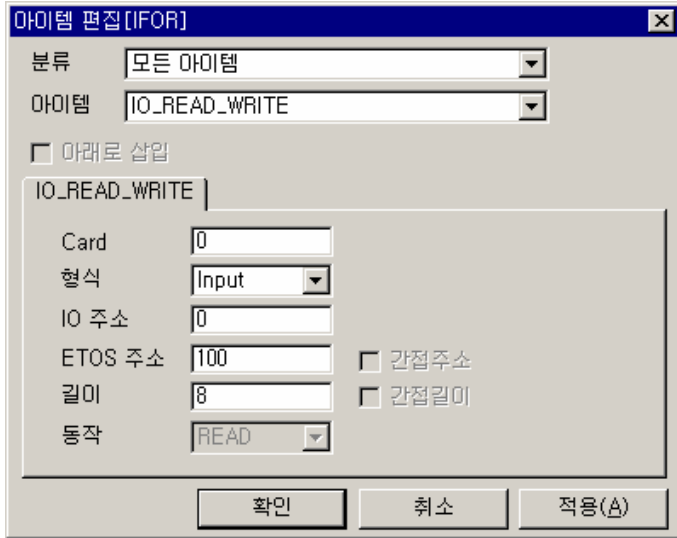 아이템 편집[IFOR]
분류 모든 아이템
아이템 IO_READ_WRITE
아래로 삽입
IO_READ_WRITE
Card 0
형식 Input
IO 주소 0
ETOS 주소 100 간접주소
길이 8 간접길이
동작 READ
확인 취소 적용(A)